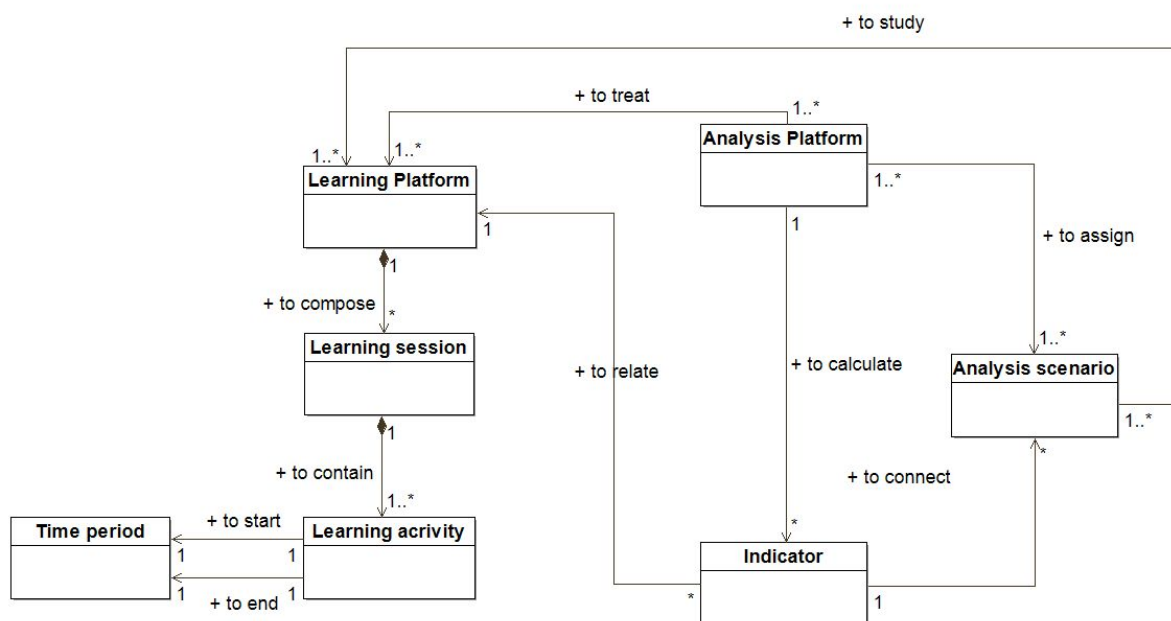 + to study
+ to treat
1..*
Analysis Platform
1..*
1..*
Learning Platform
1..*
1
1
+ to assign
1
+ to compose
*
Learning session
1..*
Analysis scenario
+ to relate
+ to calculate
1..*
1
*
+ to contain
+ to connect
1..*
Time period
+ to start
Learning acrivity
1
1
*
Indicator
1
1
*
1
+ to end